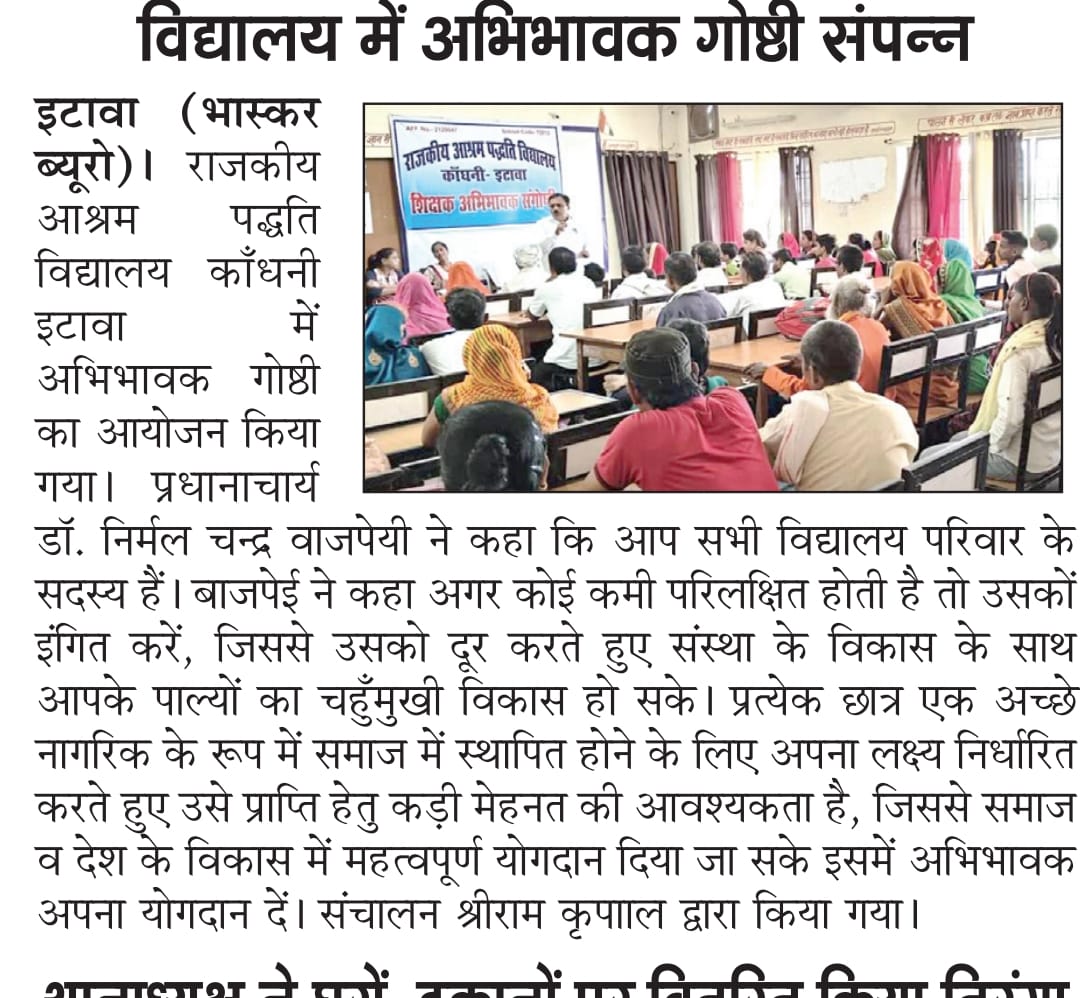 विद्यालय में अभिभावक गोष्ठी संपन्न
इटावा (भास्कर
ब्यूरो)। राजकीय
आश्रम पद्धति
विद्यालय काँधनी
इटावा में
अभिभावक गोष्ठी
का आयोजन किया
गया। प्रधानाचार्य
राजकीय आश्रम पद्धति विद्यालय
काँधनी- इटावा
शिक्षक अभिभावक संगोष्ठी
डॉ. निर्मल चन्द्र वाजपेयी ने कहा कि आप सभी विद्यालय परिवार के
सदस्य हैं। बाजपेई ने कहा अगर कोई कमी परिलक्षित होती है तो उसकों
इंगित करें, जिससे उसको दूर करते हुए संस्था के विकास के साथ
आपके पाल्यों का चहुँमुखी विकास हो सके। प्रत्येक छात्र एक अच्छे
नागरिक के रूप में समाज में स्थापित होने के लिए अपना लक्ष्य निर्धारित
करते हुए उसे प्राप्ति हेतु कड़ी मेहनत की आवश्यकता है, जिससे समाज
व देश के विकास में महत्वपूर्ण योगदान दिया जा सके इसमें अभिभावक
अपना योगदान दें। संचालन श्रीराम कृपााल द्वारा किया गया।